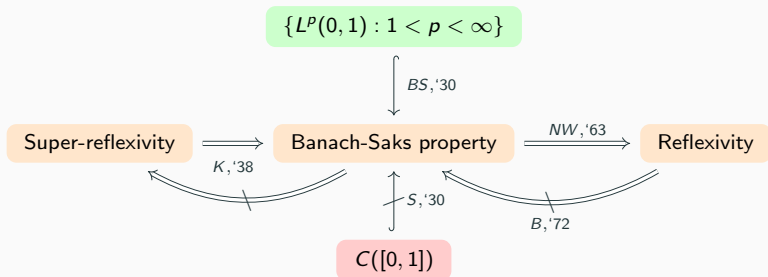 {L^p(0, 1) : 1 < p < ∞}
BS,‘30
Super-reflexivity
Banach-Saks property
NW,‘63
Reflexivity
K,‘38
S,‘30
B,‘72
C([0, 1])